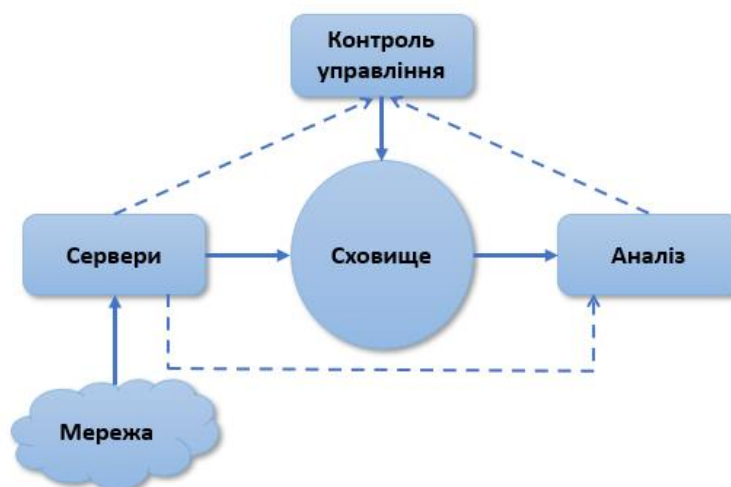 Контроль
управління
Сервери
Сховище
Аналіз
Мережа